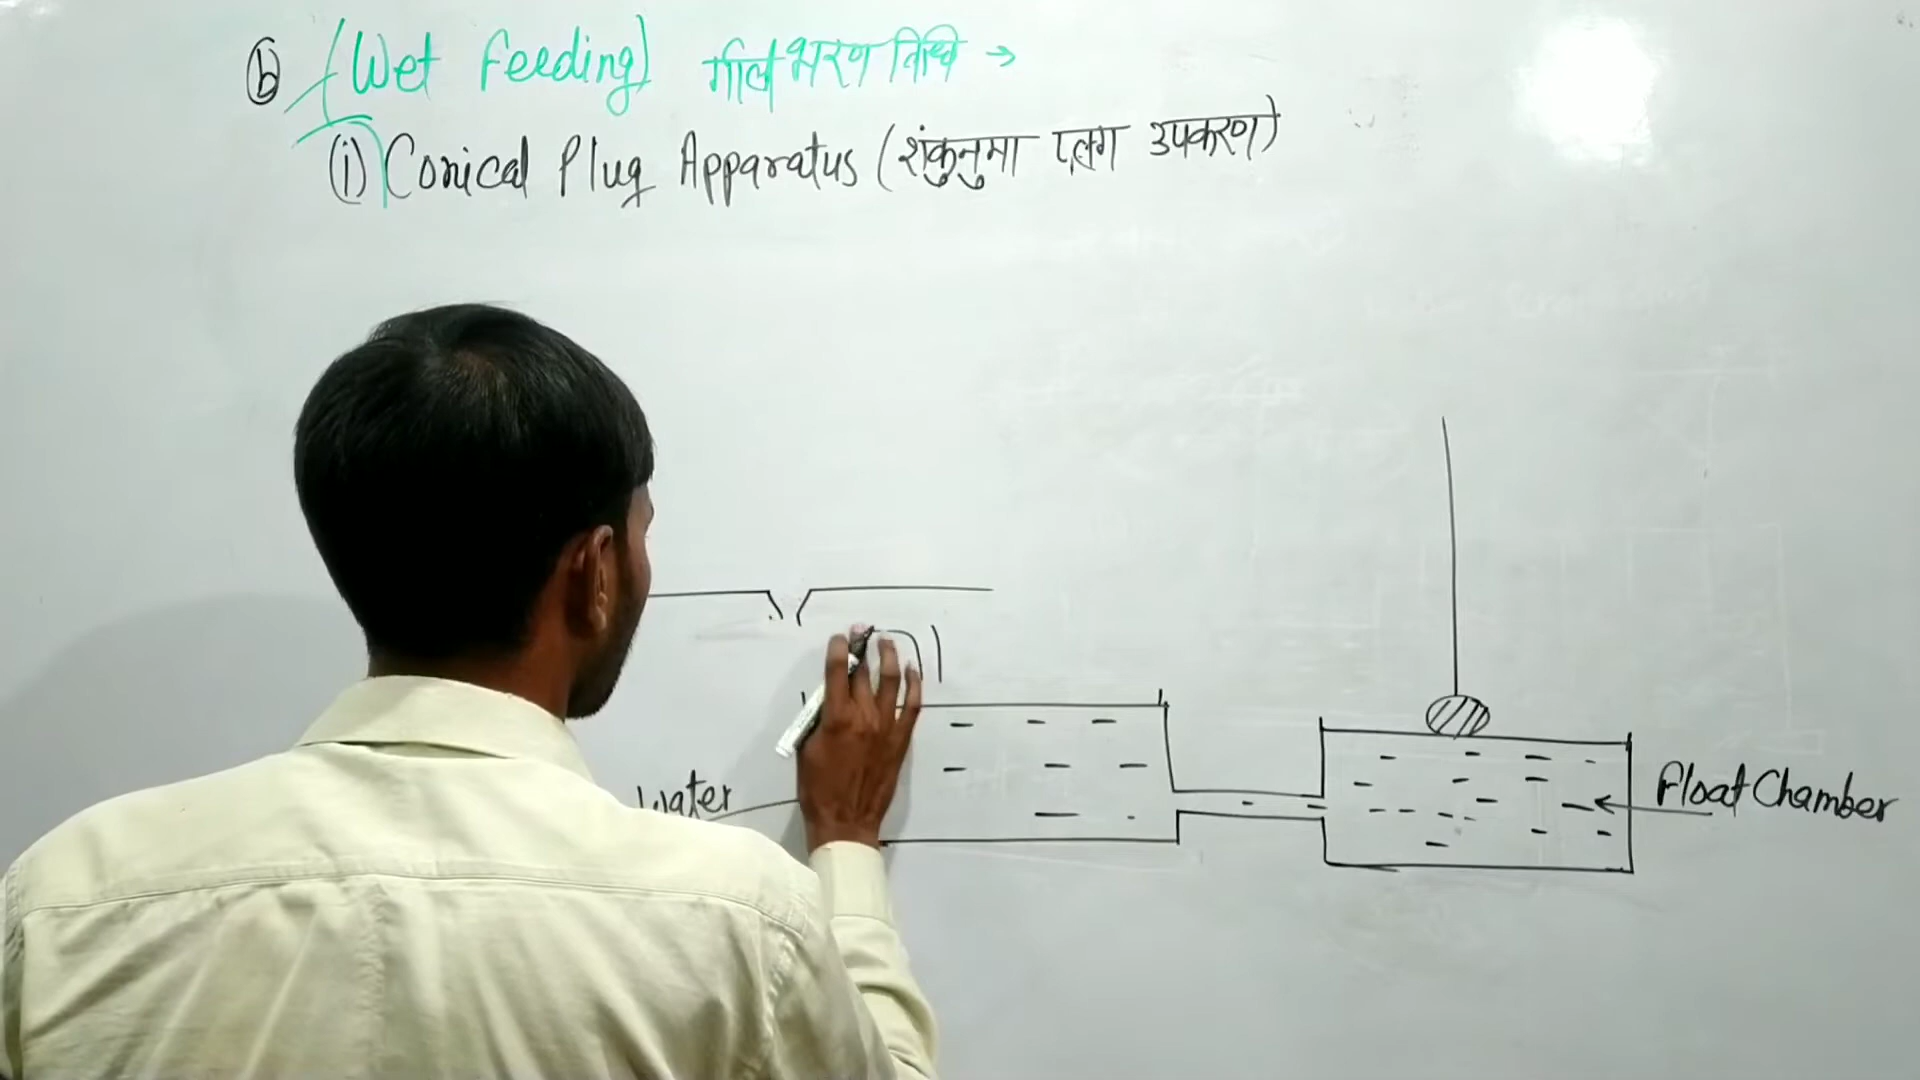 ⓑ (Wet Feeding) गीली भरण विधि →
(i) Conical Plug Apparatus (शंकुनुमा प्लग उपकरण)
Water
Float Chamber